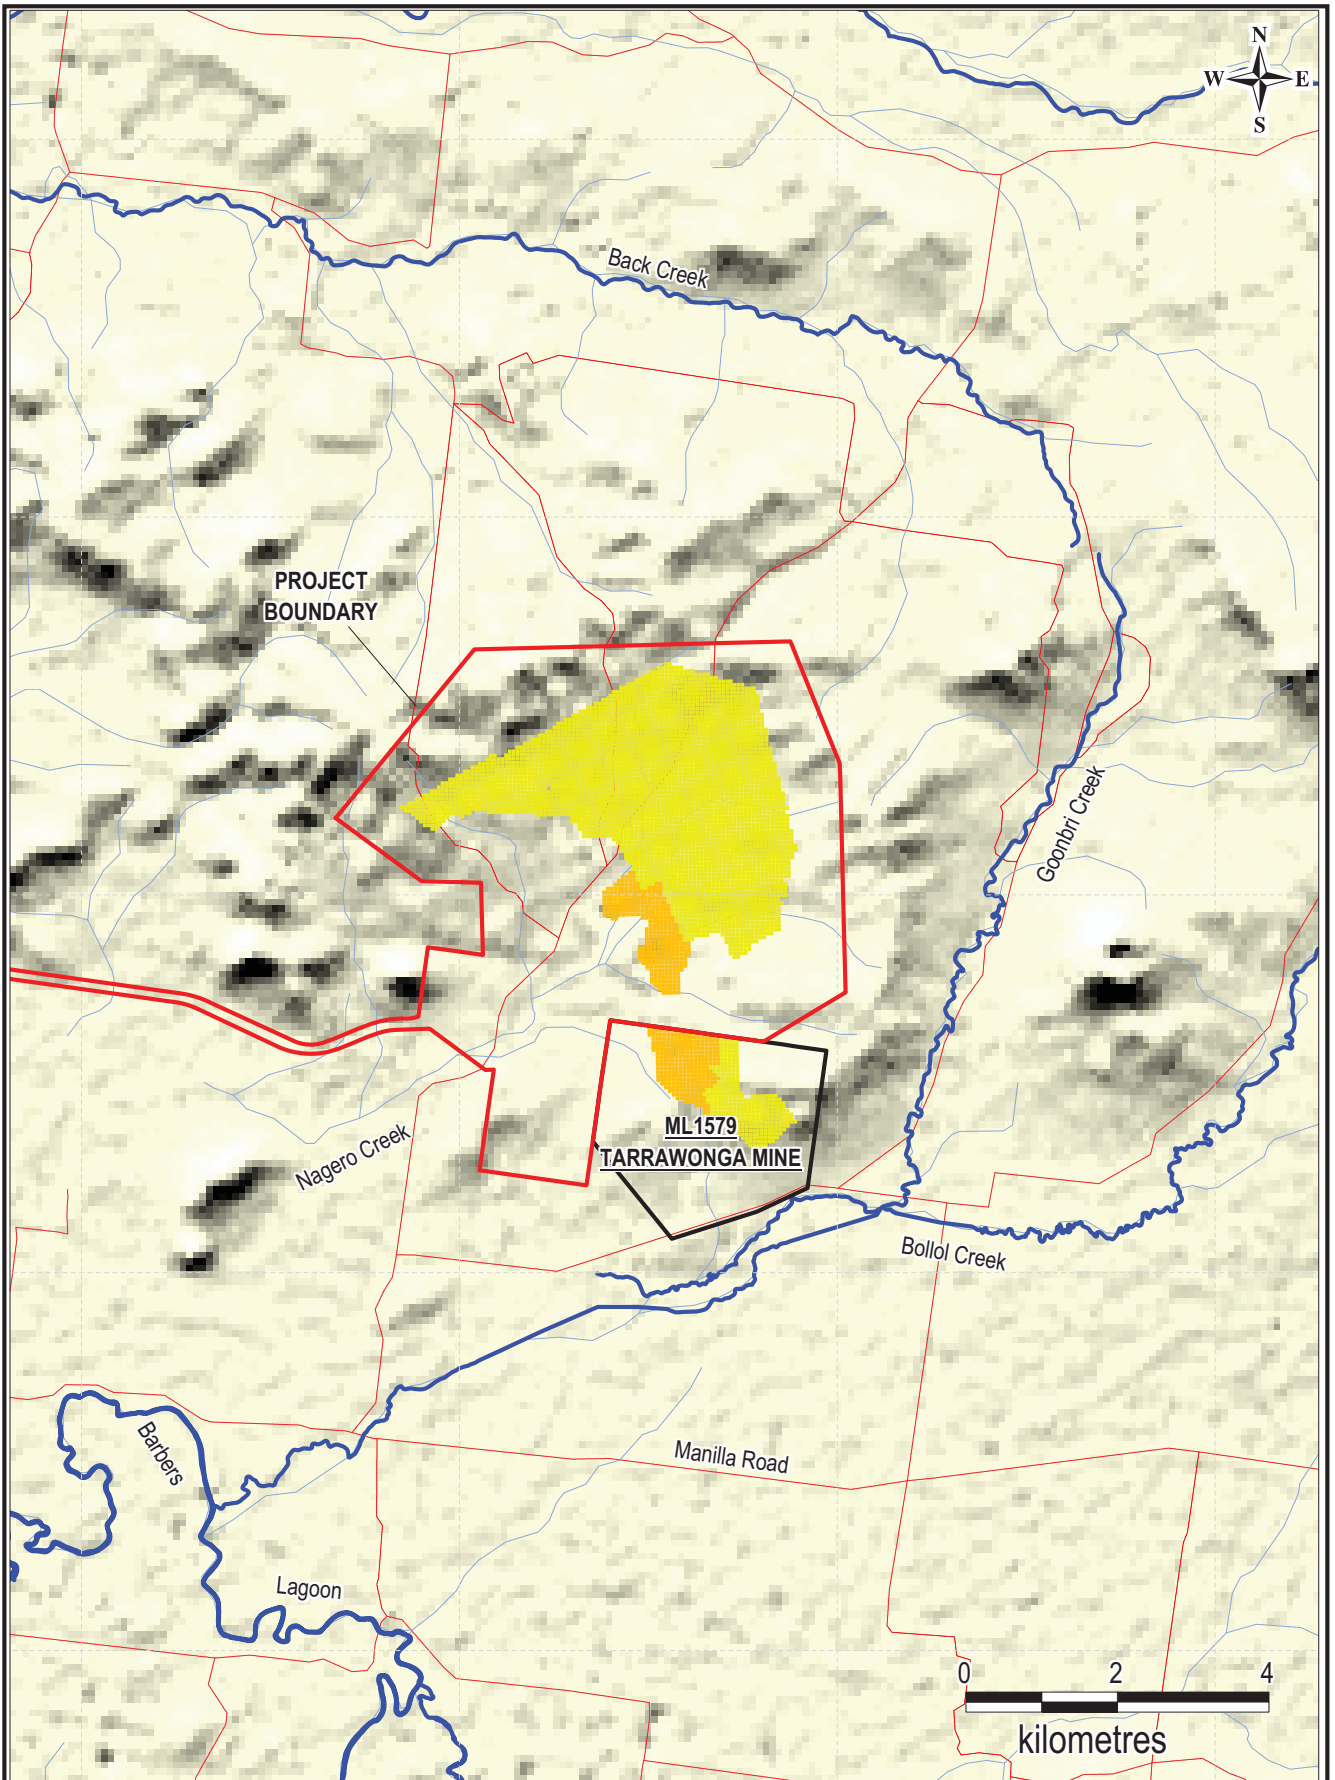 N
W E
S
Back Creek
PROJECT
BOUNDARY
Goonbri Creek
ML1579
TARRAWONGA MINE
Nagero Creek
Bollol Creek
Barbers
Manilla Road
Lagoon
0 2 4
kilometres